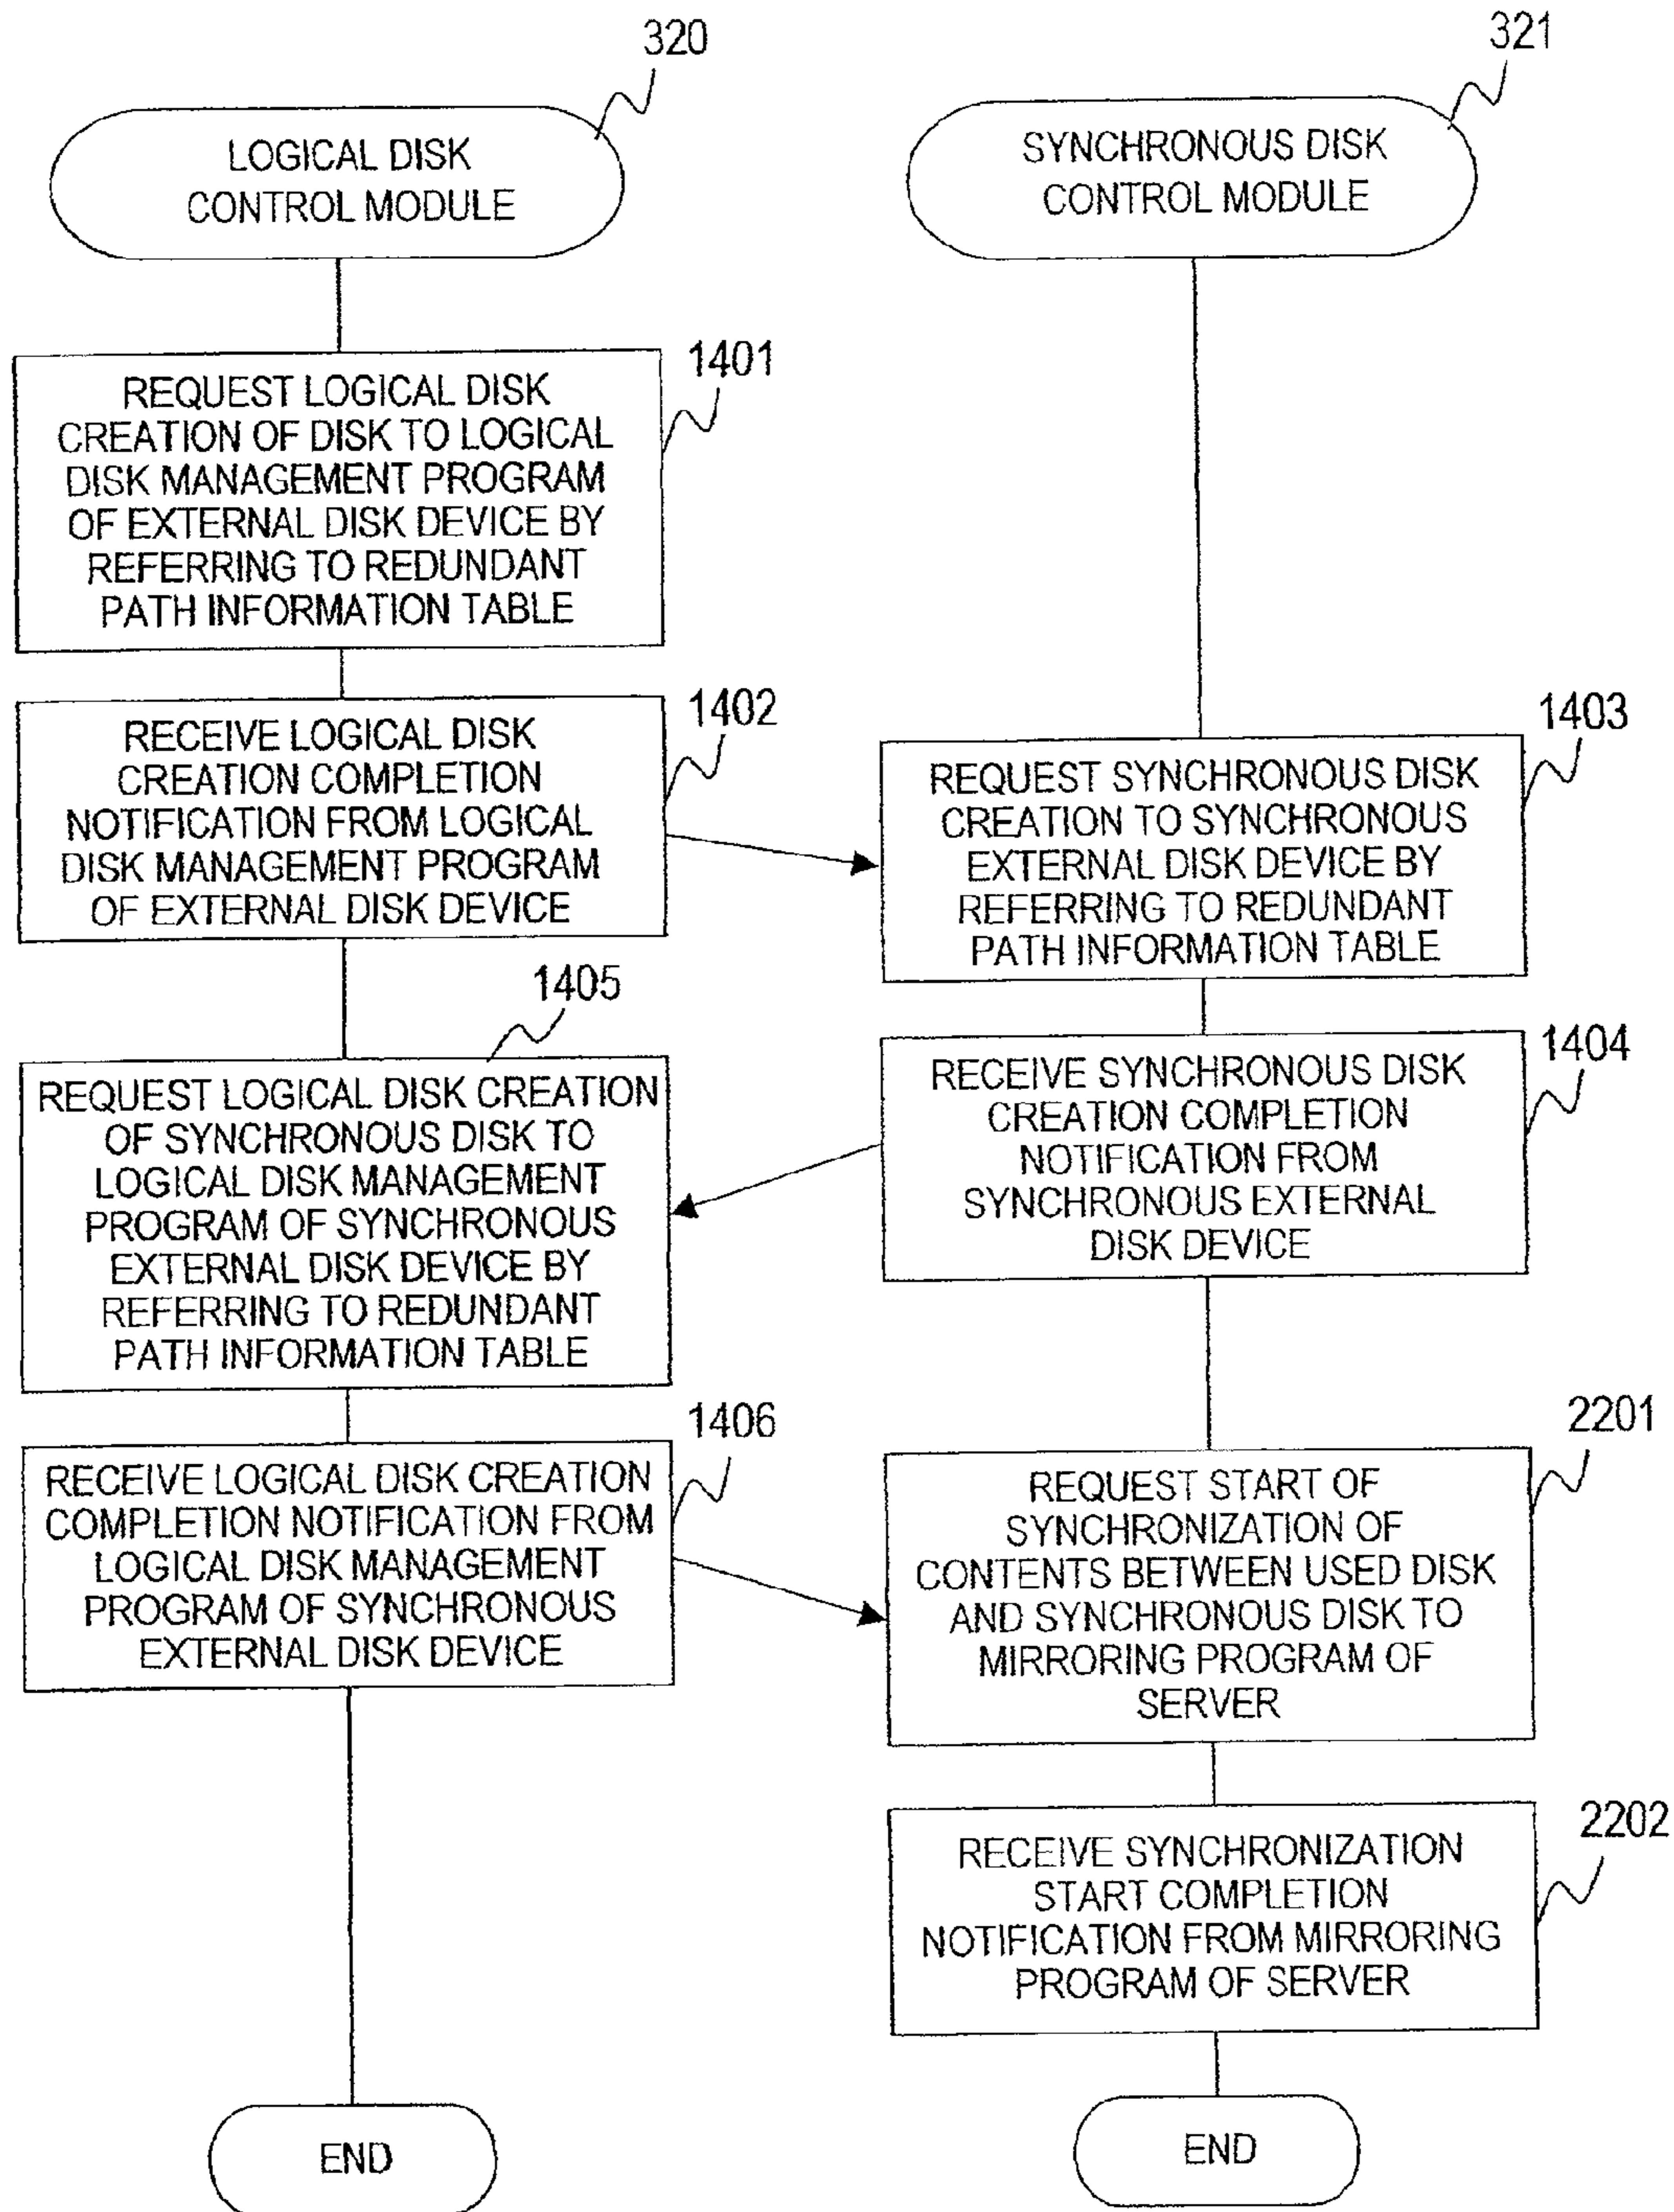 320
LOGICAL DISK
CONTROL MODULE
321
SYNCHRONOUS DISK
CONTROL MODULE
1401
REQUEST LOGICAL DISK
CREATION OF DISK TO LOGICAL
DISK MANAGEMENT PROGRAM
OF EXTERNAL DISK DEVICE BY
REFERRING TO REDUNDANT
PATH INFORMATION TABLE
1402
RECEIVE LOGICAL DISK
CREATION COMPLETION
NOTIFICATION FROM LOGICAL
DISK MANAGEMENT PROGRAM
OF EXTERNAL DISK DEVICE
1403
REQUEST SYNCHRONOUS DISK
CREATION TO SYNCHRONOUS
EXTERNAL DISK DEVICE BY
REFERRING TO REDUNDANT
PATH INFORMATION TABLE
1404
RECEIVE SYNCHRONOUS DISK
CREATION COMPLETION
NOTIFICATION FROM
SYNCHRONOUS EXTERNAL
DISK DEVICE
1405
REQUEST LOGICAL DISK CREATION
OF SYNCHRONOUS DISK TO
LOGICAL DISK MANAGEMENT
PROGRAM OF SYNCHRONOUS
EXTERNAL DISK DEVICE BY
REFERRING TO REDUNDANT
PATH INFORMATION TABLE
1406
RECEIVE LOGICAL DISK CREATION
COMPLETION NOTIFICATION FROM
LOGICAL DISK MANAGEMENT
PROGRAM OF SYNCHRONOUS
EXTERNAL DISK DEVICE
2201
REQUEST START OF
SYNCHRONIZATION OF
CONTENTS BETWEEN USED DISK
AND SYNCHRONOUS DISK TO
MIRRORING PROGRAM OF
SERVER
2202
RECEIVE SYNCHRONIZATION
START COMPLETION
NOTIFICATION FROM MIRRORING
PROGRAM OF SERVER
END
END